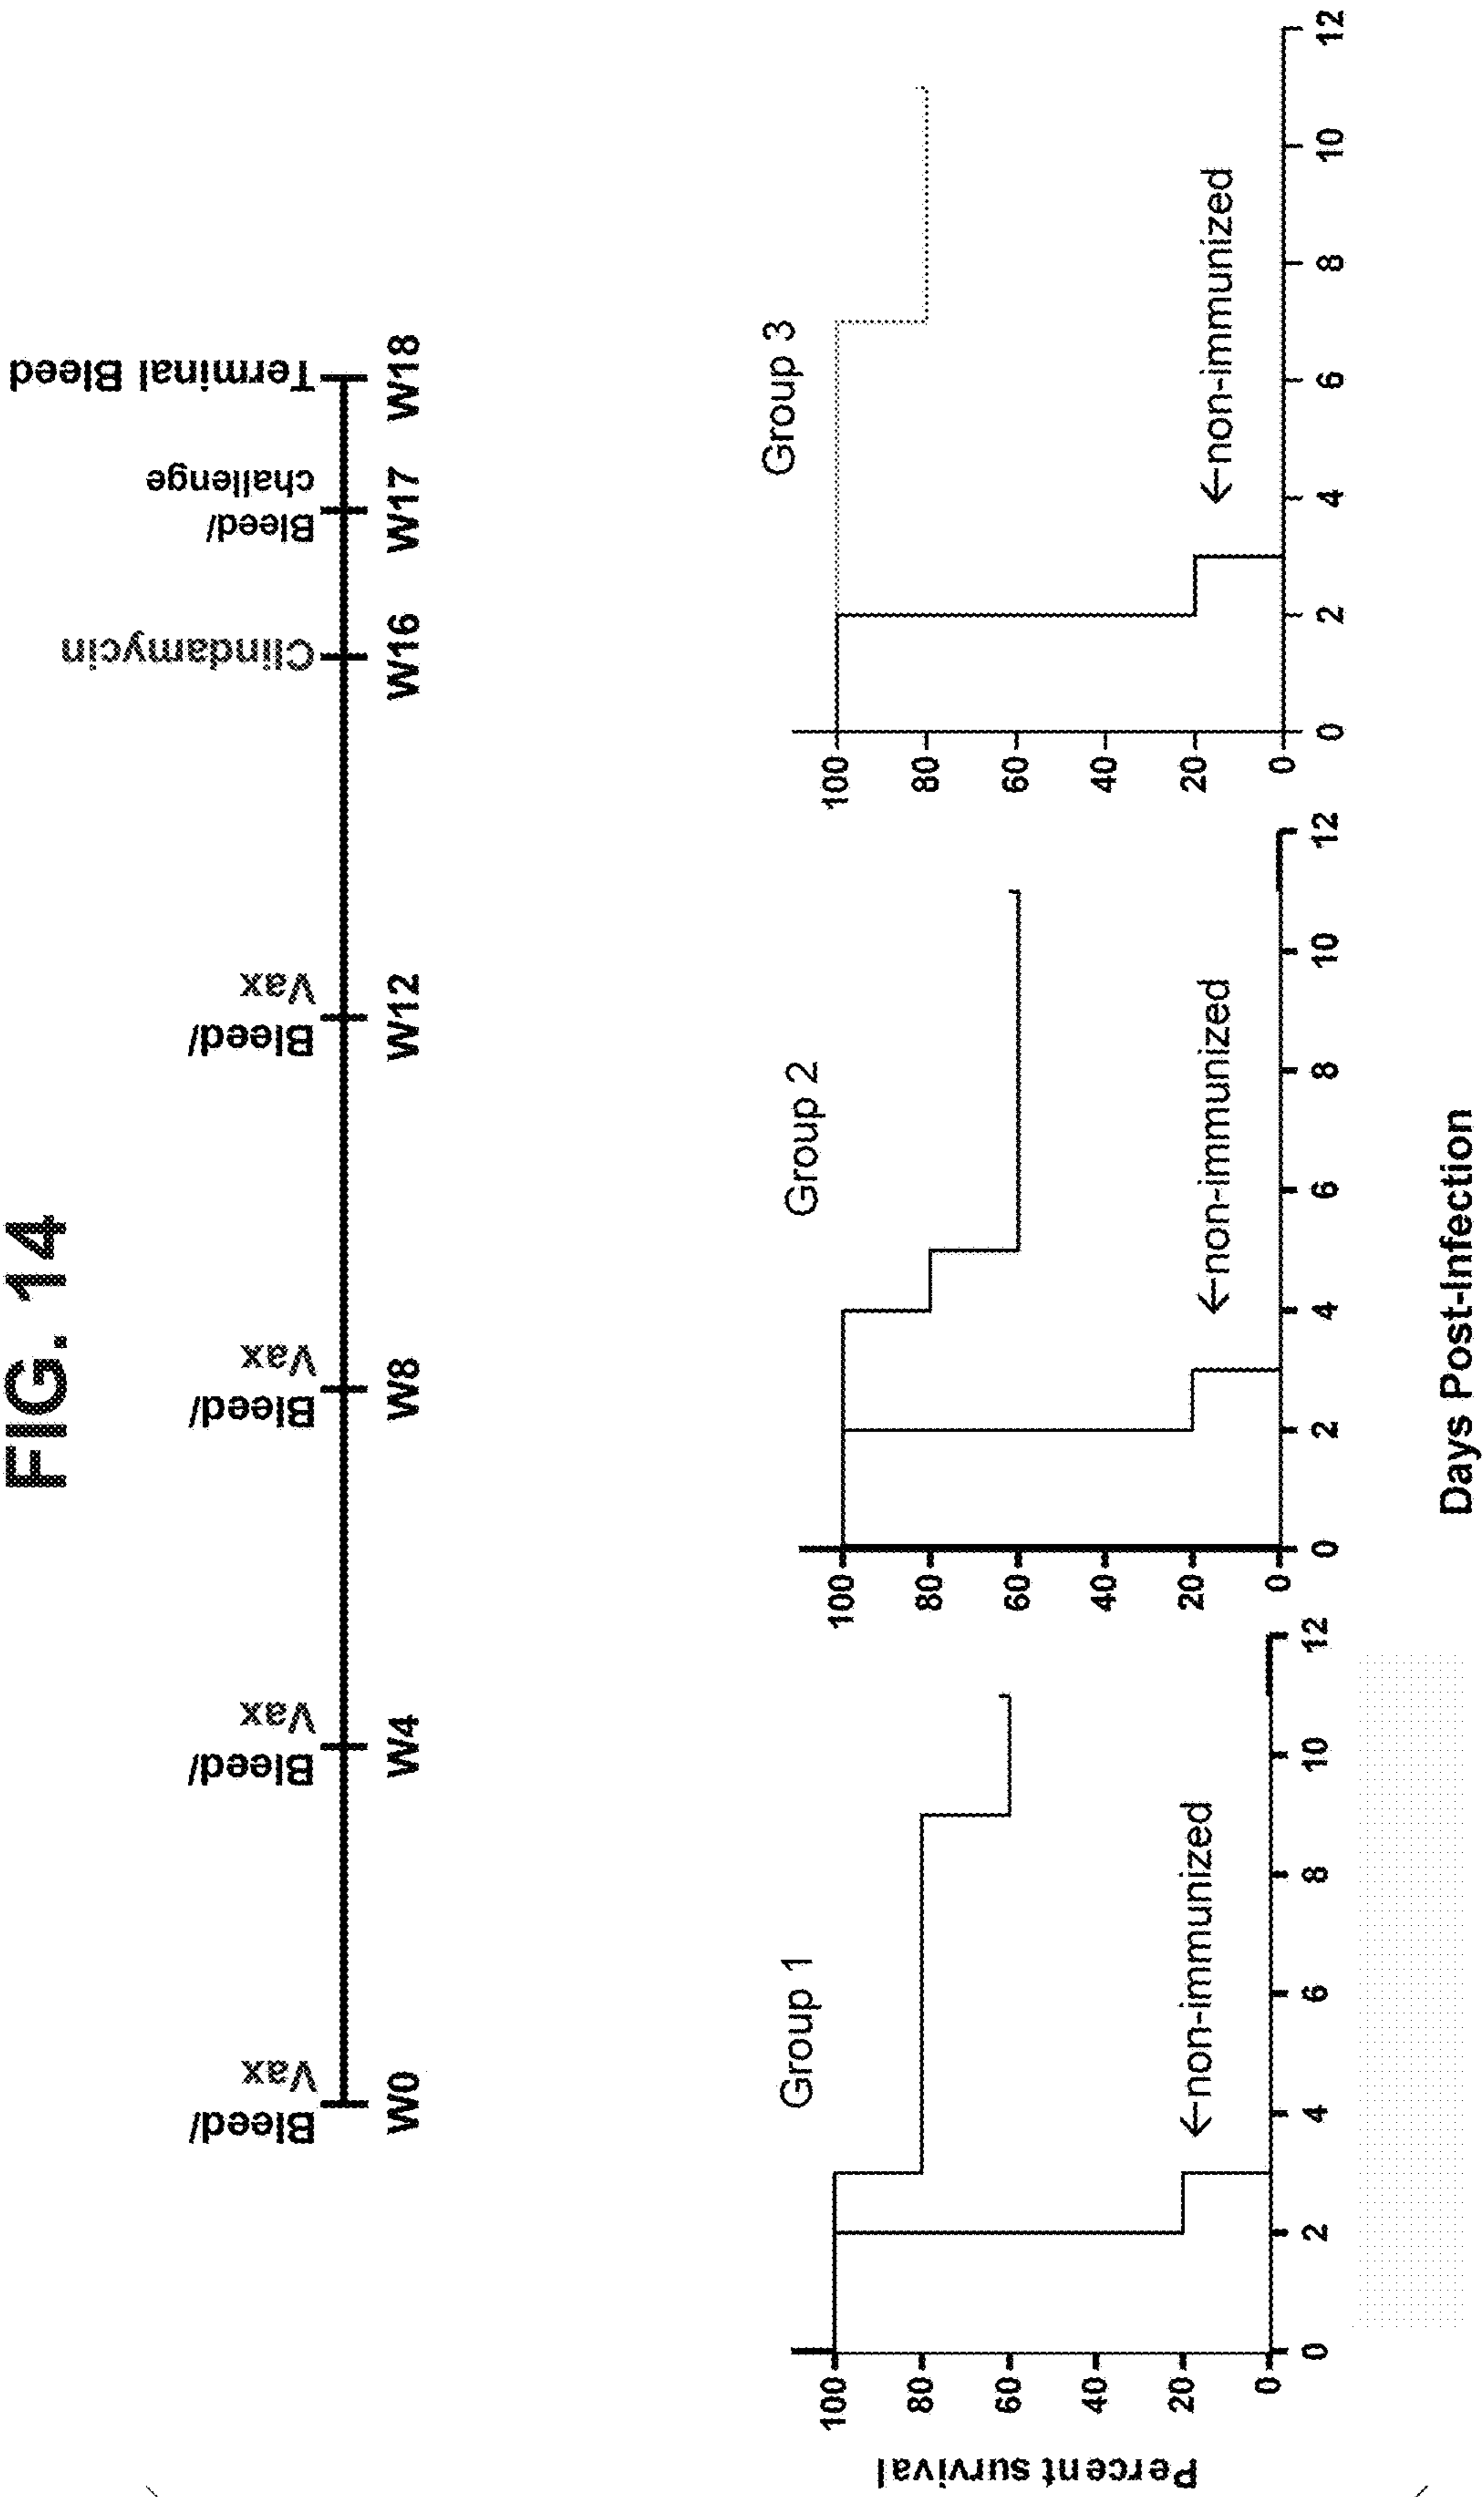 FIG. 14
Bleed/ Vax
Bleed/ Vax
Bleed/ Vax
Bleed/ Vax
Clindamycin
Bleed/ challenge
Terminal Bleed
W0 W4 W8 W12 W16 W17 W18
Percent survival
Group 1
100
80
60
40
20
0
←non-immunized
0 2 4 6 8 10 12
Group 2
100
80
60
40
20
0
←non-immunized
0 2 4 6 8 10 12
Group 3
100
80
60
40
20
0
←non-immunized
0 2 4 6 8 10 12
Days Post-Infection